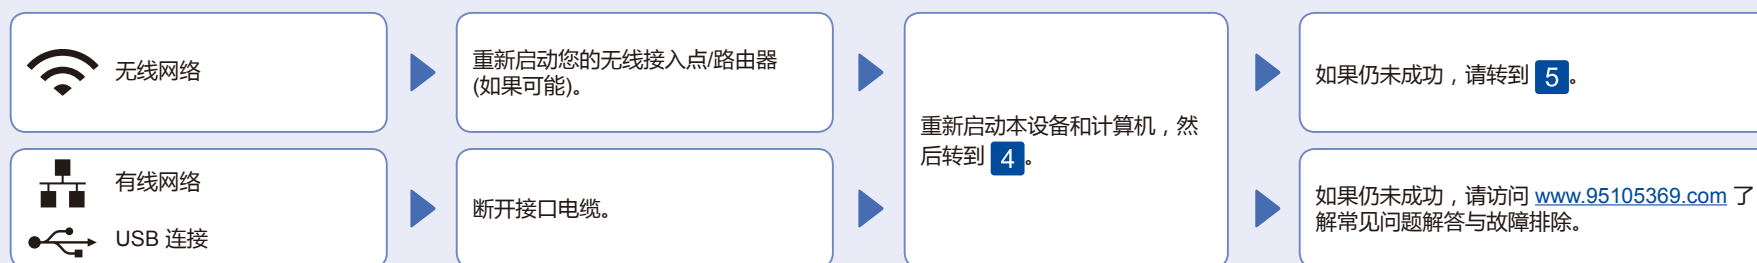 无线网络
重新启动您的无线接入点/路由器
(如果可能)。
重新启动本设备和计算机，然
后转到 4。
如果仍未成功，请转到 5。
有线网络
USB 连接
断开接口电缆。
如果仍未成功，请访问 www.95105369.com 了
解常见问题解答与故障排除。